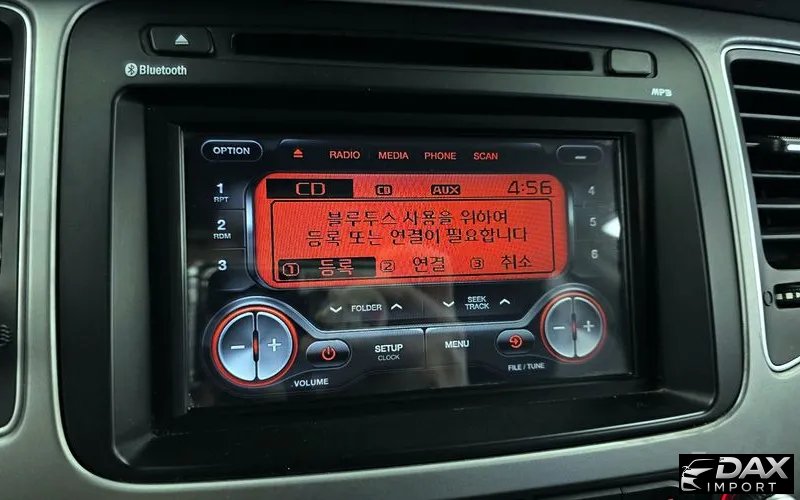 Bluetooth
MP3
OPTION
RADIO MEDIA PHONE SCAN
1 RPT
2 RDM
3
4
5
6
CD CD AUX 4:56
블루투스 사용을 위하여
등록 또는 연결이 필요합니다
① 등록 ② 연결 ③ 취소
FOLDER
SEEK
TRACK
SETUP
CLOCK
MENU
VOLUME
FILE / TUNE
DAX
IMPORT